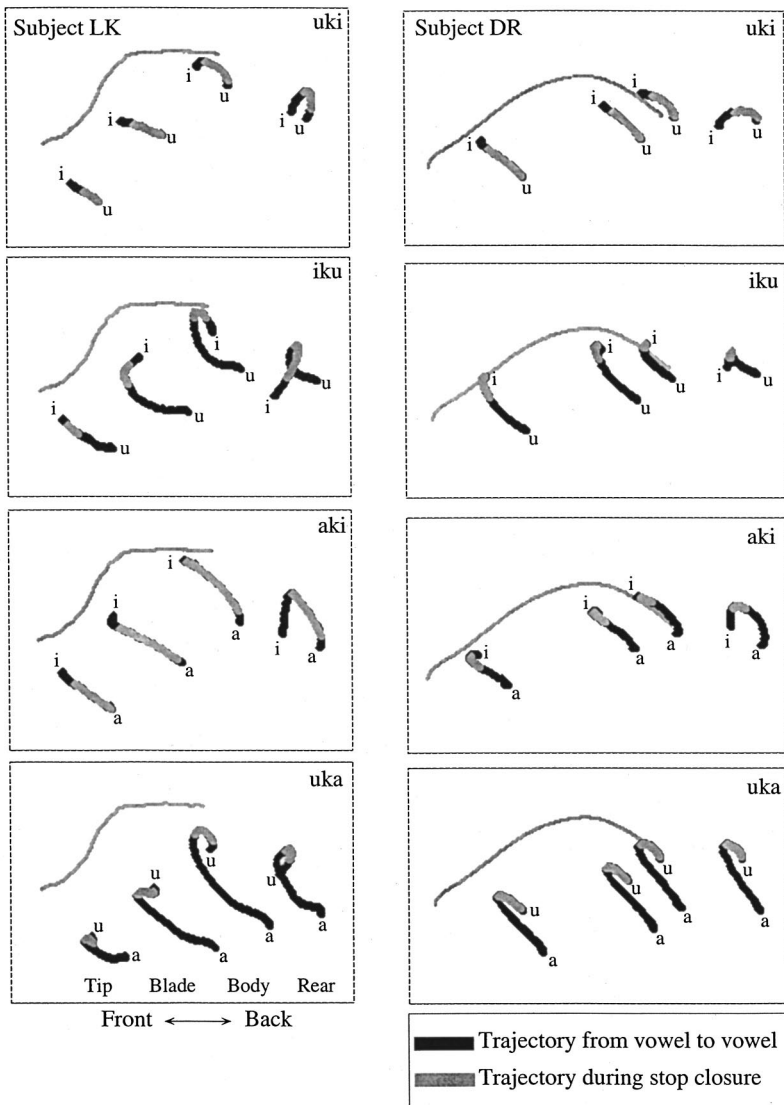 Subject LK
uki
i
u
i
u
i
u
i
u
Subject DR
uki
i
u
i
u
i
u
i
u
iku
i
u
i
u
i
u
i
u
iku
i
u
i
u
i
u
i
u
aki
i
a
i
a
i
a
i
a
aki
i
a
i
a
i
a
i
a
uka
u
a
u
a
u
a
u
a
Tip Blade Body Rear
Front Back
uka
u
a
u
a
u
a
u
a
Trajectory from vowel to vowel
Trajectory during stop closure